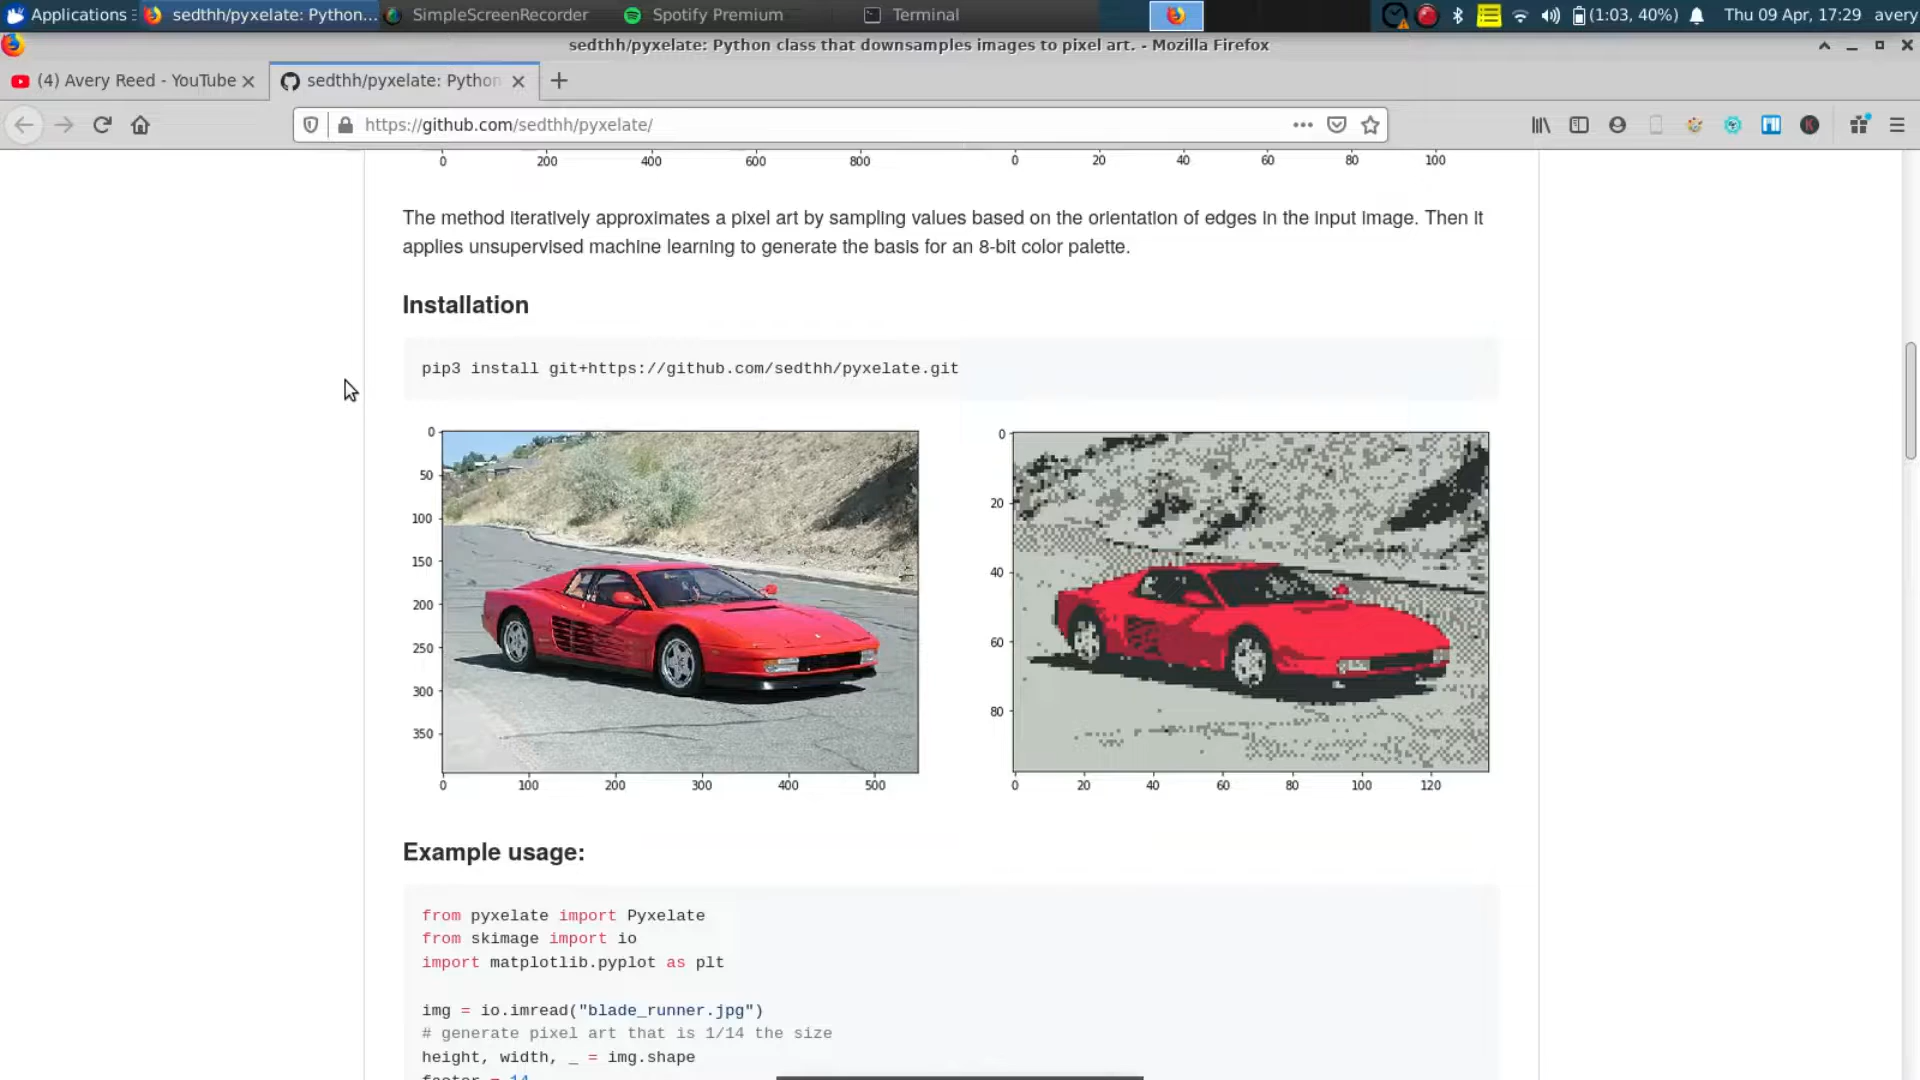 Applications
sedthh/pyxelate: Python...
SimpleScreenRecorder
Spotify Premium
Terminal
(1:03, 40%)
Thu 09 Apr, 17:29
avery
sedthh/pyxelate: Python class that downsamples images to pixel art. - Mozilla Firefox
(4) Avery Reed - YouTube
sedthh/pyxelate: Python
https://github.com/sedthh/pyxelate/
0 200 400 600 800
0 20 40 60 80 100
The method iteratively approximates a pixel art by sampling values based on the orientation of edges in the input image. Then it
applies unsupervised machine learning to generate the basis for an 8-bit color palette.
Installation
pip3 install git+https://github.com/sedthh/pyxelate.git
0
50
100
150
200
250
300
350
0 100 200 300 400 500
0
20
40
60
80
0 20 40 60 80 100 120
Example usage:
from pyxelate import Pyxelate
from skimage import io
import matplotlib.pyplot as plt
img = io.imread("blade_runner.jpg")
# generate pixel art that is 1/14 the size
height, width, _ = img.shape
factor = 14